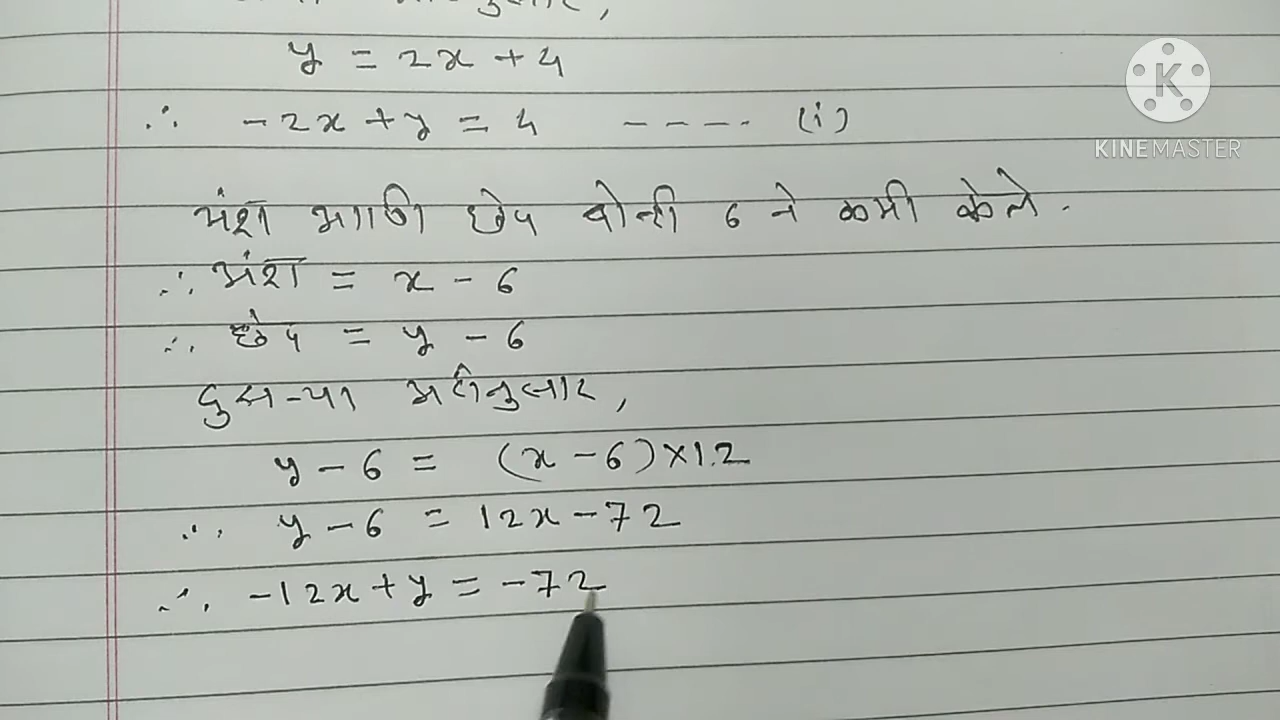 y = 2x + 4
∴ -2x + y = 4 ---- (i)
K
KINEMASTER
अंश आणि छेद दोन्ही 6 ने कमी केले.
∴ अंश = x - 6
∴ छेद = y - 6
दुसऱ्या अटीनुसार,
y - 6 = (x - 6) × 12
∴ y - 6 = 12x - 72
∴ -12x + y = -72